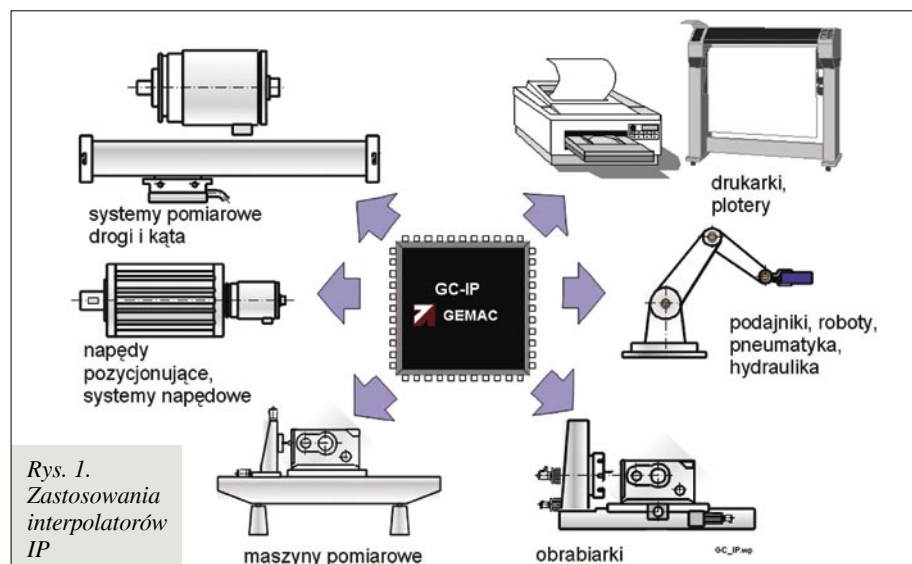 systemy pomiarowe
drogi i kąta
drukarki,
plotery
GC-IP
GEMAC
napędy
pozycjonujące,
systemy napędowe
podajniki, roboty,
pneumatyka,
hydraulika
Rys. 1.
Zastosowania
interpolatorów
IP
maszyny pomiarowe
obrabiarki
GC_IP.wp